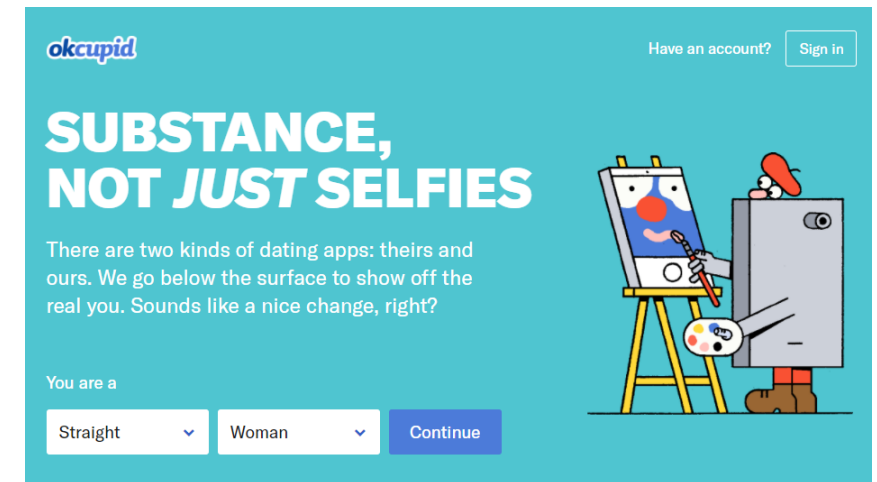 okcupid
Have an account?
Sign in
SUBSTANCE,
NOT JUST SELFIES
There are two kinds of dating apps: theirs and
ours. We go below the surface to show off the
real you. Sounds like a nice change, right?
You are a
Straight
Woman
Continue